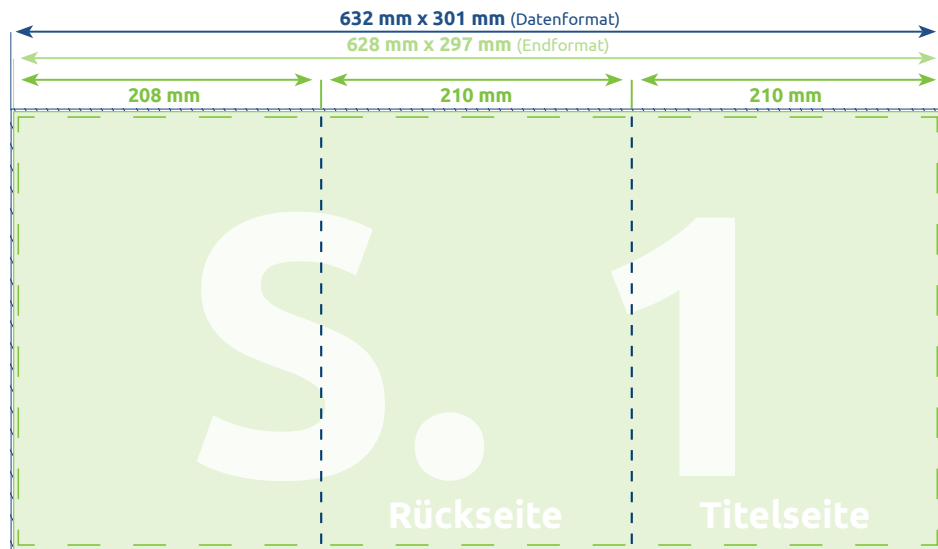 632 mm x 301 mm (Datenformat)
628 mm x 297 mm (Endformat)
208 mm 210 mm 210 mm
S. 1
Rückseite Titelseite